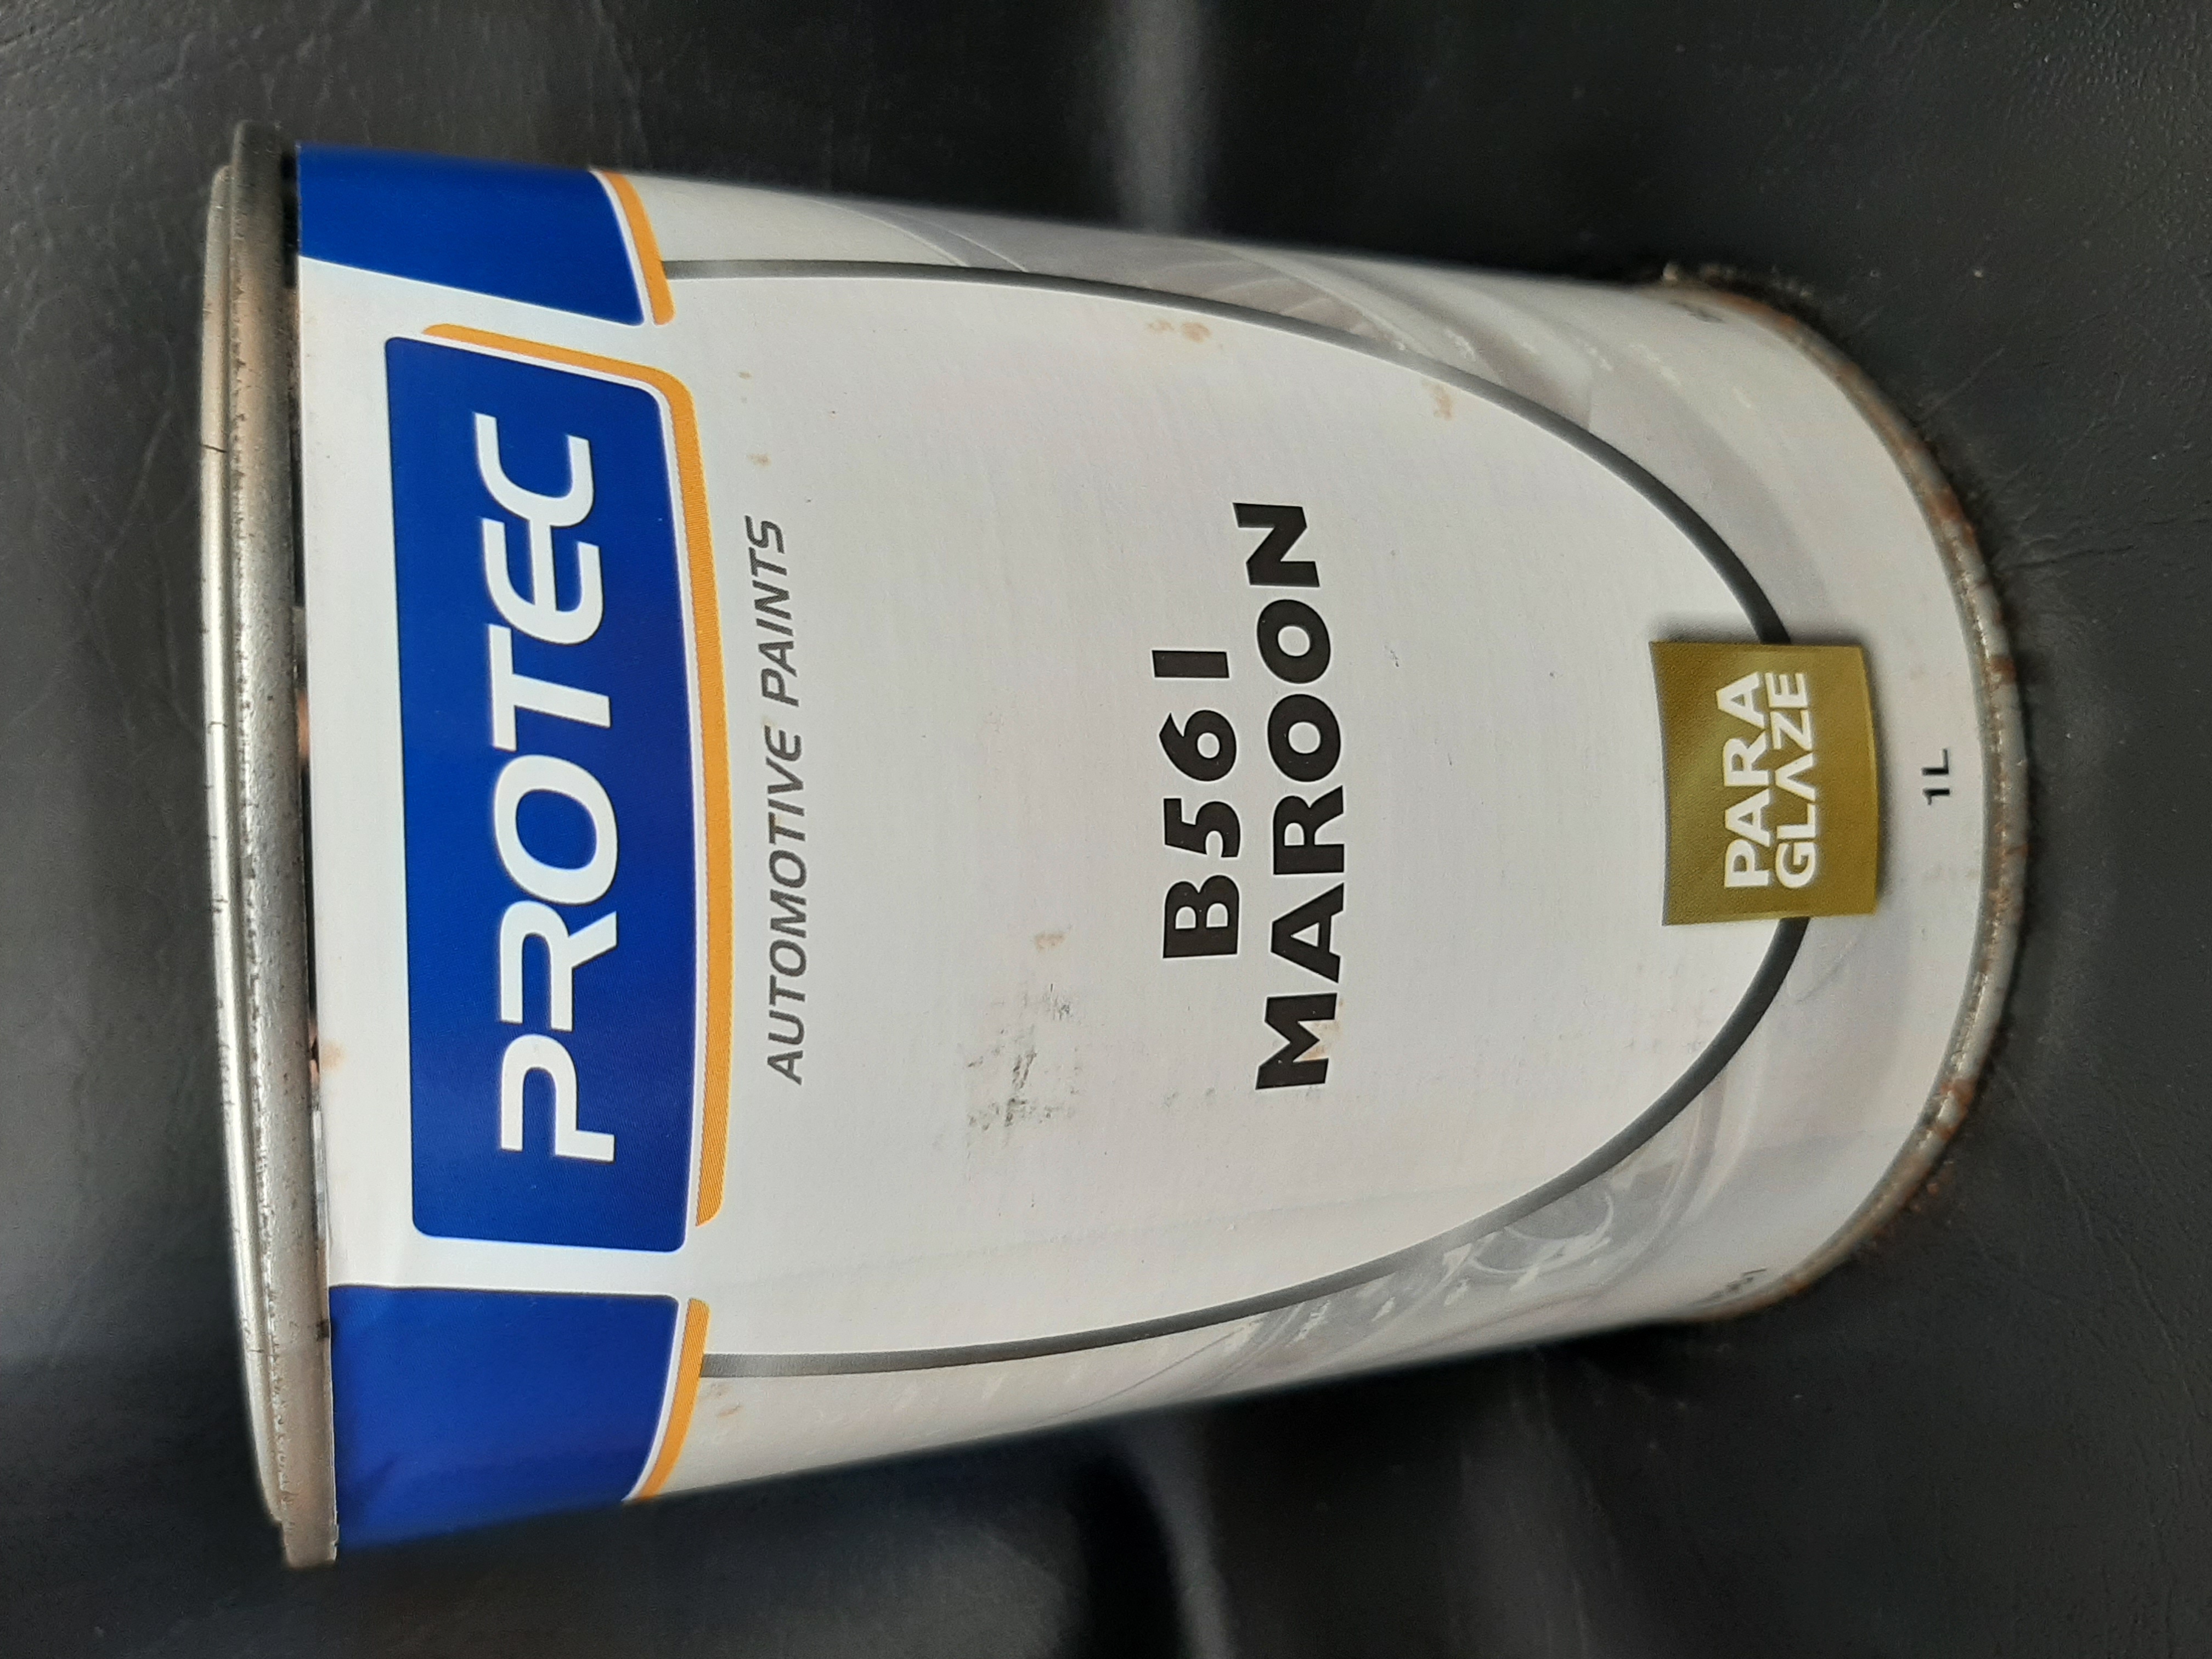 PROTEC
AUTOMOTIVE PAINTS
B561
MAROON
PARA
GLAZE
1L